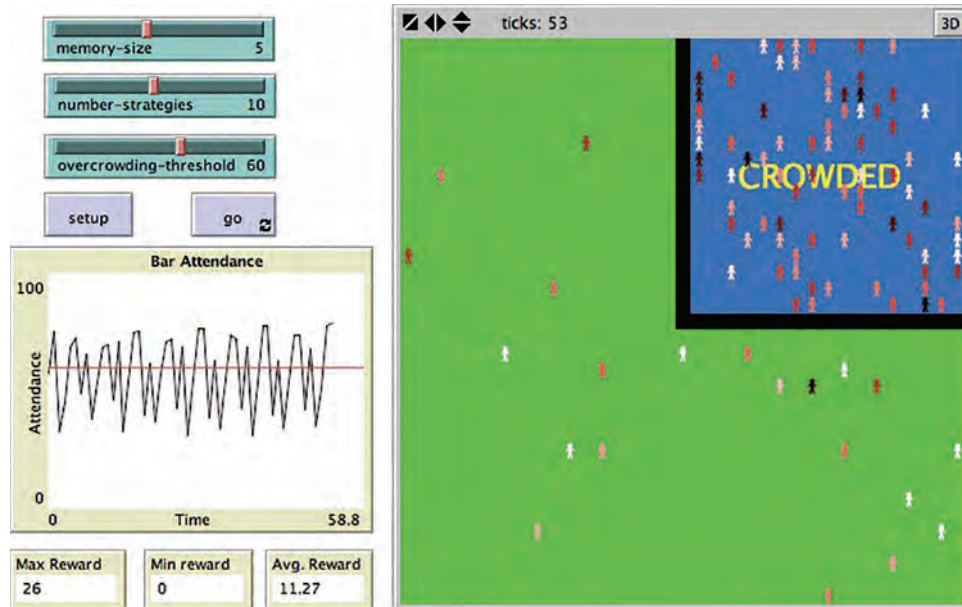 memory-size 5
number-strategies 10
overcrowding-threshold 60
setup
go
Bar Attendance
100
Attendance
0
0 Time 58.8
Max Reward
26
Min reward
0
Avg. Reward
11.27
ticks: 53
3D
CROWDED